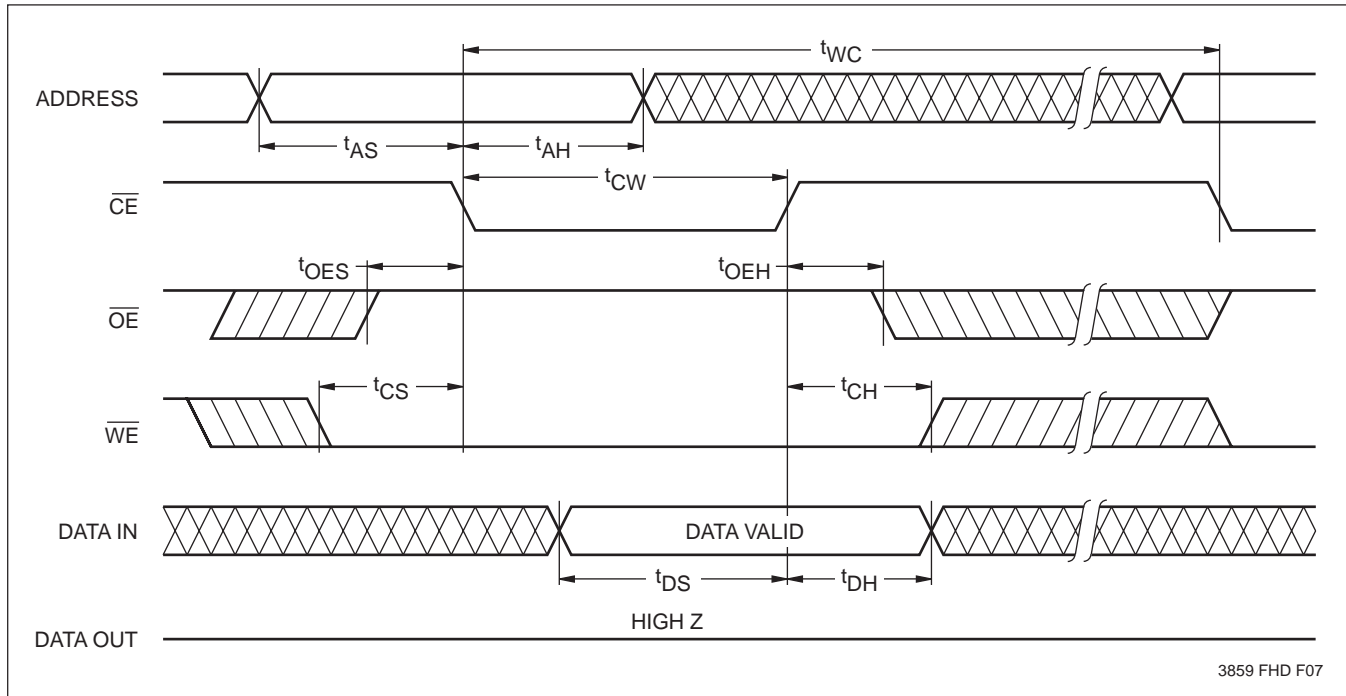 tWC
ADDRESS
tAS
tAH
tCW
CE
tOES
tOEH
OE
tCS
tCH
WE
DATA IN
DATA VALID
tDS
tDH
HIGH Z
DATA OUT
3859 FHD F07